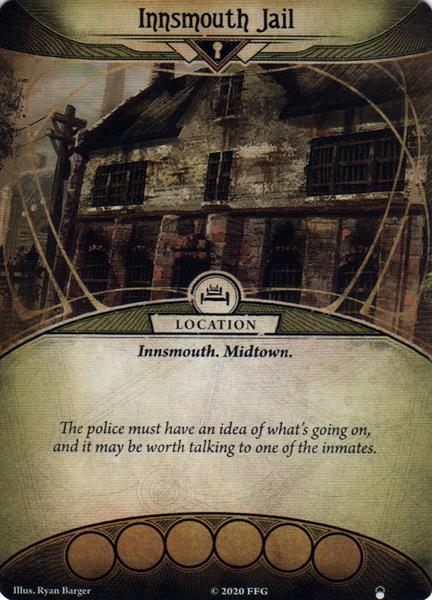 Innsmouth Jail
LOCATION
Innsmouth. Midtown.
The police must have an idea of what's going on,
and it may be worth talking to one of the inmates.
Illus. Ryan Barger
© 2020 FFG